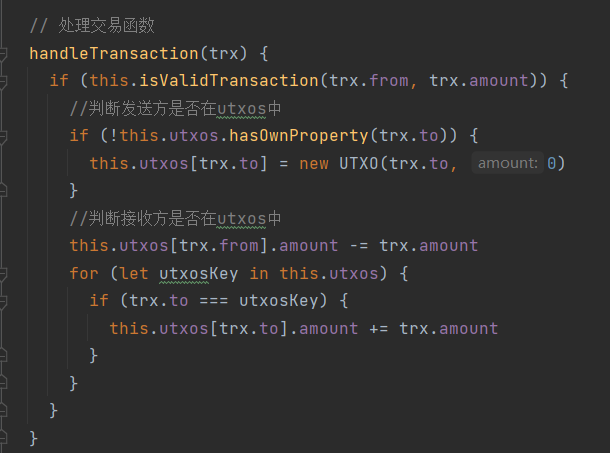 // 处理交易函数
handleTransaction(trx) {
if (this.isValidTransaction(trx.from, trx.amount)) {
//判断发送方是否在utxos中
if (!this.utxos.hasOwnProperty(trx.to)) {
this.utxos[trx.to] = new UTXO(trx.to, amount: 0)
}
//判断接收方是否在utxos中
this.utxos[trx.from].amount -= trx.amount
for (let utxosKey in this.utxos) {
if (trx.to === utxosKey) {
this.utxos[trx.to].amount += trx.amount
}
}
}
}